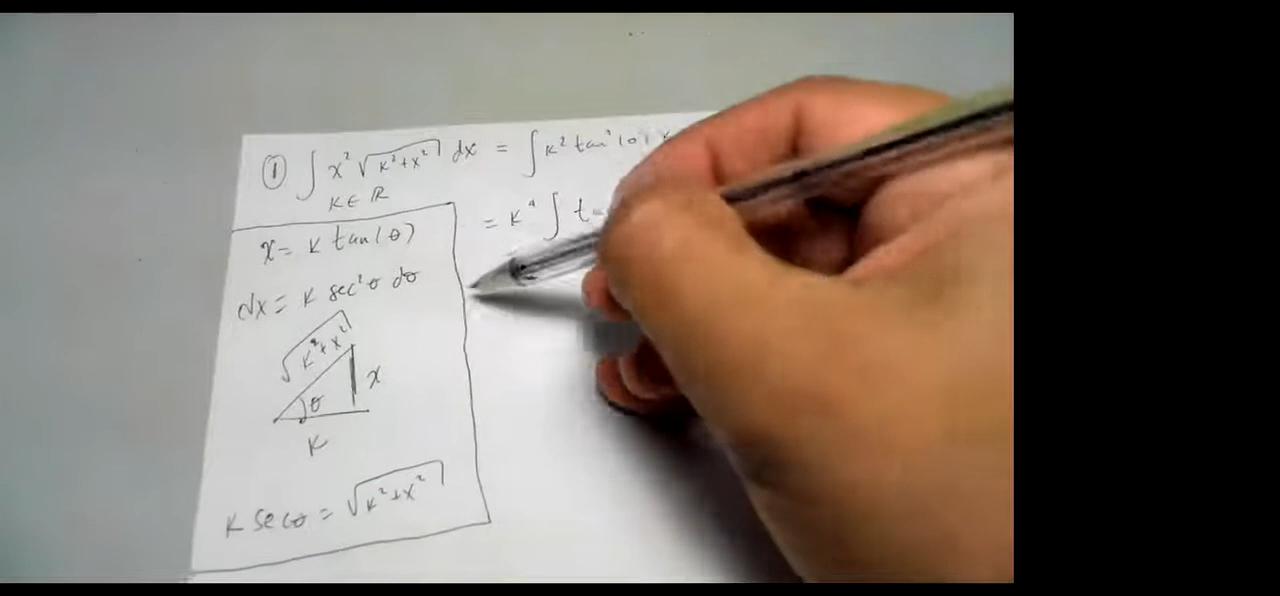 ① ∫ x² √(k²+x²) dx = ∫ k² tan²(θ)
k ∈ ℝ
= k⁴ ∫
x = k tan(θ)
dx = k sec²θ dθ
√(k²+x²)
θ
x
k
k secθ = √(k²+x²)